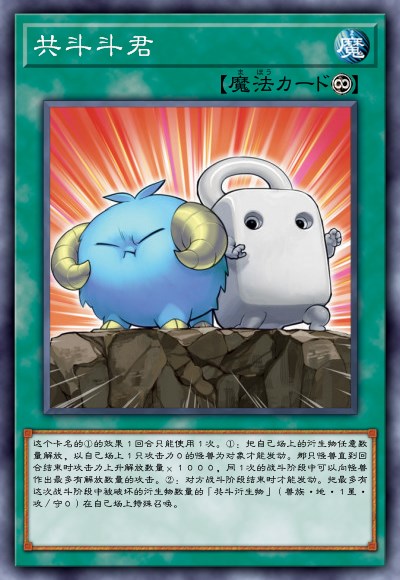 共斗斗君
魔
【魔法カード】
まほう
这个卡名的①的效果1回合只能使用1次。①：把自己场上的衍生物任意数
量解放，以自己场上1只攻击力0的怪兽为对象才能发动。那只怪兽直到回
合结束时攻击力上升解放数量×1000，同1次的战斗阶段中可以向怪兽
作出最多有解放数量的攻击。②：对方战斗阶段结束时才能发动。把最多有
这次战斗阶段中被破坏的衍生物数量的「共斗衍生物」（兽族·地·1星·
攻／守0）在自己场上特殊召唤。